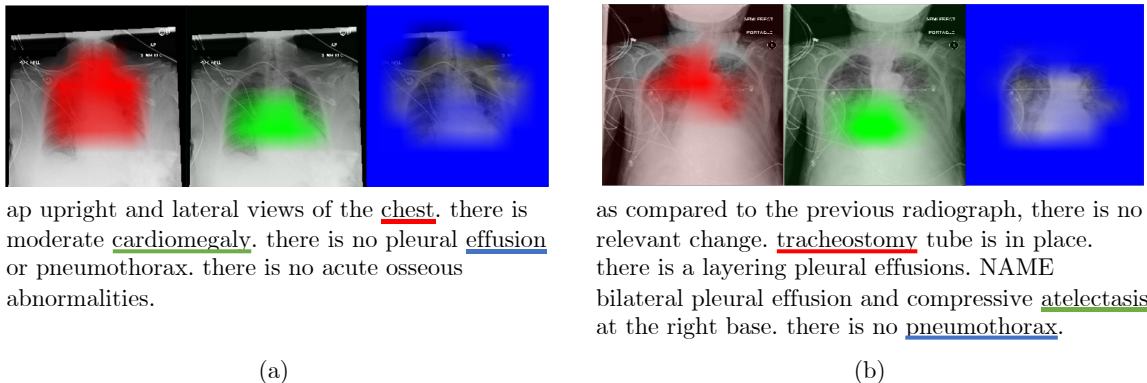 NAME PREST
PORTABLE
ap upright and lateral views of the chest. there is
moderate cardiomegaly. there is no pleural effusion
or pneumothorax. there is no acute osseous
abnormalities.
(a)
as compared to the previous radiograph, there is no
relevant change. tracheostomy tube is in place.
there is a layering pleural effusions. NAME
bilateral pleural effusion and compressive atelectasis
at the right base. there is no pneumothorax.
(b)